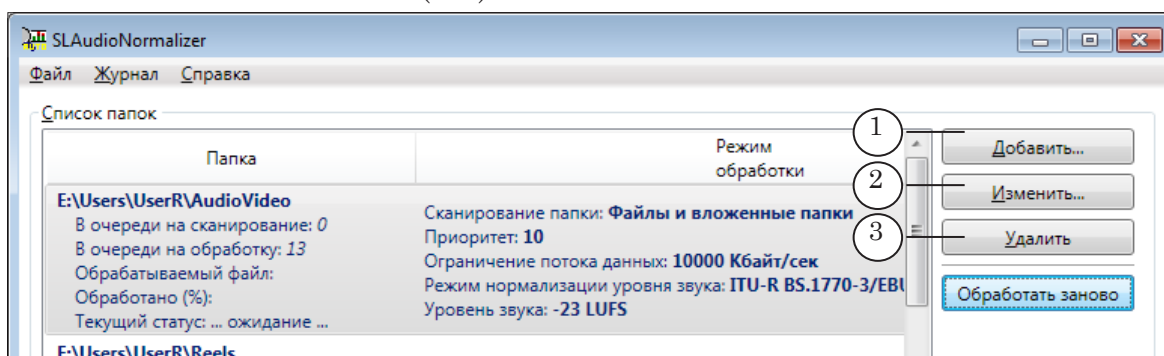 SLAudioNormalizer
Файл Журнал Справка
Список папок
Папка
Режим
обработки
E:\Users\UserR\AudioVideo
В очереди на сканирование: 0
В очереди на обработку: 13
Обрабатываемый файл:
Обработано (%):
Текущий статус: ... ожидание ...
Сканирование папки: Файлы и вложенные папки
Приоритет: 10
Ограничение потока данных: 10000 Кбайт/сек
Режим нормализации уровня звука: ITU-R BS.1770-3/EBU
Уровень звука: -23 LUFS
E:\Users\UserR\Reels
1
Добавить...
2
Изменить...
3
Удалить
Обработать заново